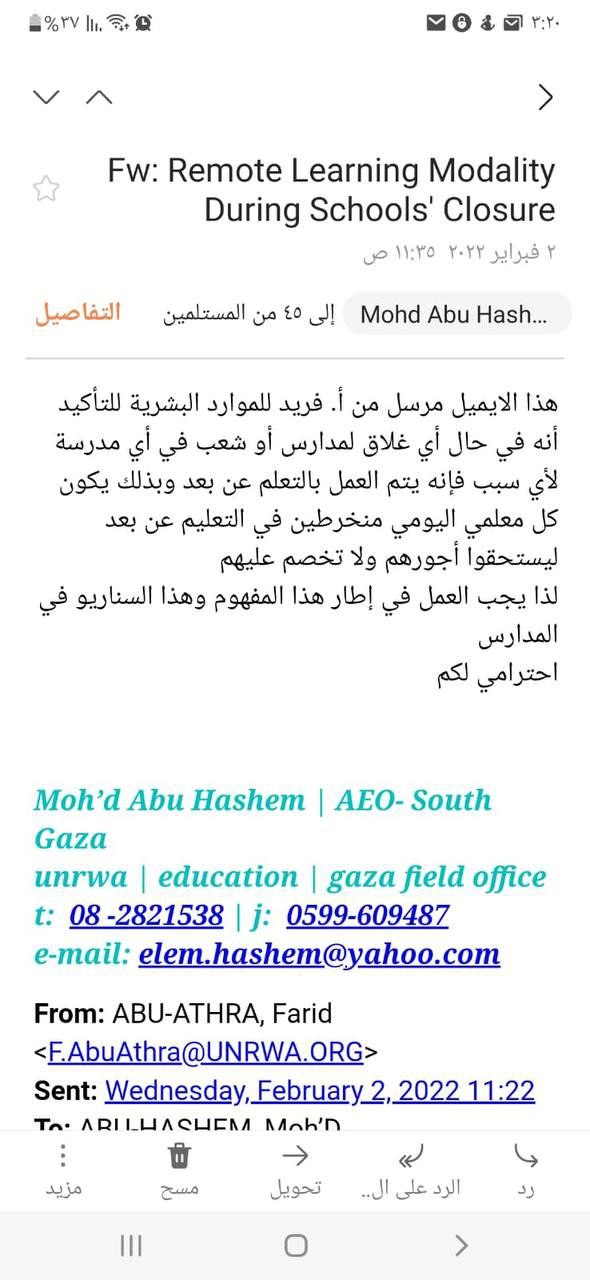 %٣٧ ٣:٢٠
Fw: Remote Learning Modality
During Schools' Closure
٢ فبراير ٢٠٢٢ ١١:٣٥ ص
Mohd Abu Hash... إلى ٤٥ من المستلمين التفاصيل
هذا الايميل مرسل من أ. فريد للموارد البشرية للتأكيد
أنه في حال أي غلاق لمدارس أو شعب في أي مدرسة
لأي سبب فإنه يتم العمل بالتعلم عن بعد وبذلك يكون
كل معلمي اليومي منخرطين في التعليم عن بعد
ليستحقوا أجورهم ولا تخصم عليهم
لذا يجب العمل في إطار هذا المفهوم وهذا السناريو في
المدارس
احترامي لكم
Moh’d Abu Hashem | AEO- South
Gaza
unrwa | education | gaza field office
t: 08 -2821538 | j: 0599-609487
e-mail: elem.hashem@yahoo.com
From: ABU-ATHRA, Farid
<F.AbuAthra@UNRWA.ORG>
Sent: Wednesday, February 2, 2022 11:22
To: ABU-HASHEM, Moh’D
رد الرد على ال.. تحويل مسح مزيد